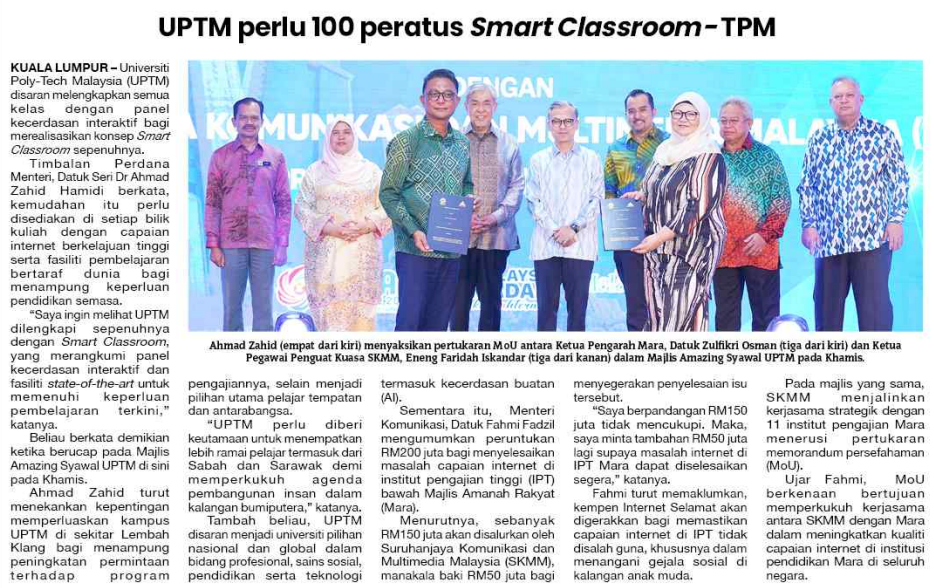 UPTM perlu 100 peratus Smart Classroom - TPM
KUALA LUMPUR – Universiti
Poly-Tech Malaysia (UPTM)
disaran melengkapkan semua
kelas dengan panel
kecerdasan interaktif bagi
merealisasikan konsep Smart
Classroom sepenuhnya.
Timbalan Perdana
Menteri, Datuk Seri Dr Ahmad
Zahid Hamidi berkata,
kemudahan itu perlu
disediakan di setiap bilik
kuliah dengan capaian
internet berkelajuan tinggi
serta fasiliti pembelajaran
bertaraf dunia bagi
menampung keperluan
pendidikan semasa.
"Saya ingin melihat UPTM
dilengkapi sepenuhnya
dengan Smart Classroom,
yang merangkumi panel
kecerdasan interaktif dan
fasiliti state-of-the-art untuk
memenuhi keperluan
pembelajaran terkini,"
katanya.
Beliau berkata demikian
ketika berucap pada Majlis
Amazing Syawal UPTM di sini
pada Khamis.
Ahmad Zahid turut
menekankan kepentingan
memperluaskan kampus
UPTM di sekitar Lembah
Klang bagi menampung
peningkatan permintaan
terhadap program
DENGAN
KOMUNIKASI DAN MULTIMEDIA MALAYSIA (
Ahmad Zahid (empat dari kiri) menyaksikan pertukaran MoU antara Ketua Pengarah Mara, Datuk Zulfikri Osman (tiga dari kiri) dan Ketua
Pegawai Penguat Kuasa SKMM, Eneng Faridah Iskandar (tiga dari kanan) dalam Majlis Amazing Syawal UPTM pada Khamis.
pengajiannya, selain menjadi
pilihan utama pelajar tempatan
dan antarabangsa.
"UPTM perlu diberi
keutamaan untuk menempatkan
lebih ramai pelajar termasuk dari
Sabah dan Sarawak demi
memperkukuh agenda
pembangunan insan dalam
kalangan bumiputera," katanya.
Tambah beliau, UPTM
disaran menjadi universiti pilihan
nasional dan global dalam
bidang profesional, sains sosial,
pendidikan serta teknologi
termasuk kecerdasan buatan
(AI).
Sementara itu, Menteri
Komunikasi, Datuk Fahmi Fadzil
mengumumkan peruntukan
RM200 juta bagi menyelesaikan
masalah capaian internet di
institut pengajian tinggi (IPT)
bawah Majlis Amanah Rakyat
(Mara).
Menurutnya, sebanyak
RM150 juta akan disalurkan oleh
Suruhanjaya Komunikasi dan
Multimedia Malaysia (SKMM),
manakala baki RM50 juta bagi
menyegerakan penyelesaian isu
tersebut.
"Saya berpandangan RM150
juta tidak mencukupi. Maka,
saya minta tambahan RM50 juta
lagi supaya masalah internet di
IPT Mara dapat diselesaikan
segera," katanya.
Fahmi turut memaklumkan,
kempen Internet Selamat akan
digerakkan bagi memastikan
capaian internet di IPT tidak
disalah guna, khususnya dalam
menangani gejala sosial di
kalangan anak muda.
Pada majlis yang sama,
SKMM menjalinkan
kerjasama strategik dengan
11 institut pengajian Mara
menerusi pertukaran
memorandum persefahaman
(MoU).
Ujar Fahmi, MoU
berkenaan bertujuan
memperkukuh kerjasama
antara SKMM dengan Mara
dalam meningkatkan kualiti
capaian internet di institusi
pendidikan Mara di seluruh
negara.